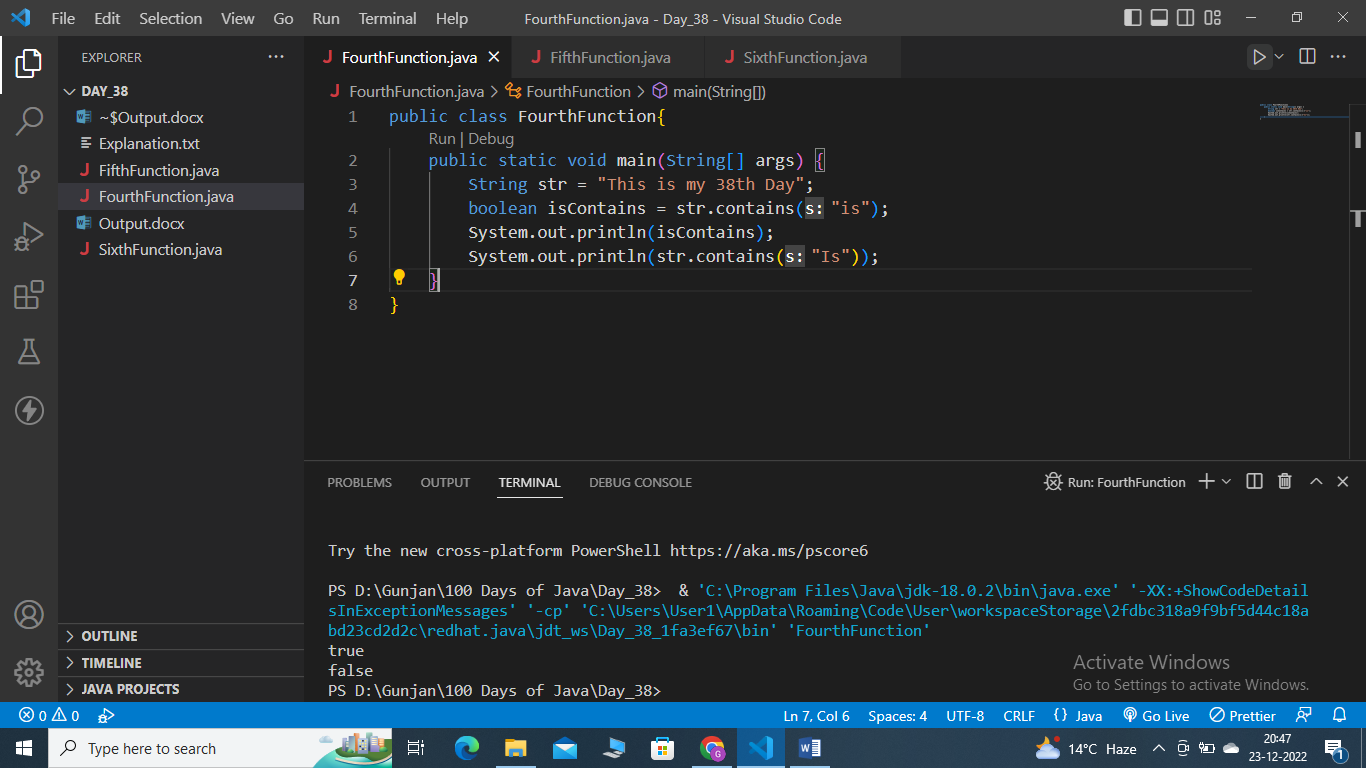 File Edit Selection View Go Run Terminal Help FourthFunction.java - Day_38 - Visual Studio Code
EXPLORER ···
DAY_38
~$Output.docx
Explanation.txt
FifthFunction.java
FourthFunction.java
Output.docx
SixthFunction.java
OUTLINE
TIMELINE
JAVA PROJECTS
FourthFunction.java FifthFunction.java SixthFunction.java
FourthFunction.java > FourthFunction > main(String[])
1 public class FourthFunction{
Run | Debug
2 public static void main(String[] args) {
3 String str = "This is my 38th Day";
4 boolean isContains = str.contains(s: "is");
5 System.out.println(isContains);
6 System.out.println(str.contains(s: "Is"));
7 }
8 }
PROBLEMS OUTPUT TERMINAL DEBUG CONSOLE Run: FourthFunction
Try the new cross-platform PowerShell https://aka.ms/pscore6
PS D:\Gunjan\100 Days of Java\Day_38>  & 'C:\Program Files\Java\jdk-18.0.2\bin\java.exe' '-XX:+ShowCodeDetail
sInExceptionMessages' '-cp' 'C:\Users\User1\AppData\Roaming\Code\User\workspaceStorage\2fdbc318a9f9bf5d44c18a
bd23cd2d2c\redhat.java\jdt_ws\Day_38_1fa3ef67\bin' 'FourthFunction'
true
false
PS D:\Gunjan\100 Days of Java\Day_38>
Activate Windows
Go to Settings to activate Windows.
0 0 Ln 7, Col 6 Spaces: 4 UTF-8 CRLF {} Java Go Live Prettier
Type here to search 14°C Haze 20:47
23-12-2022 1